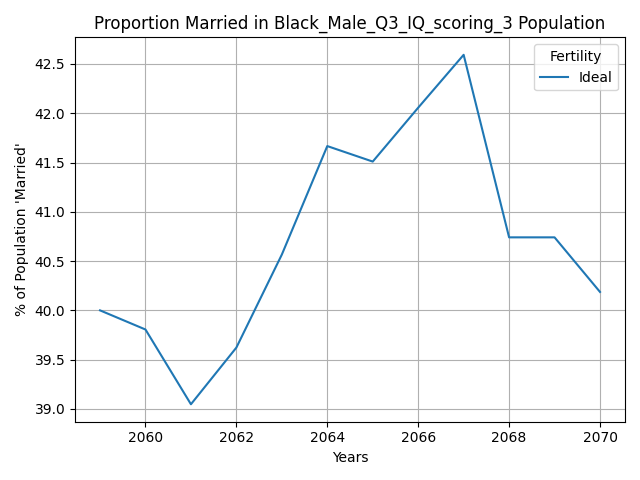 Proportion Married in Black_Male_Q3_IQ_scoring_3 Population
Fertility
Ideal
% of Population 'Married'
42.5
42.0
41.5
41.0
40.5
40.0
39.5
39.0
2060 2062 2064 2066 2068 2070
Years